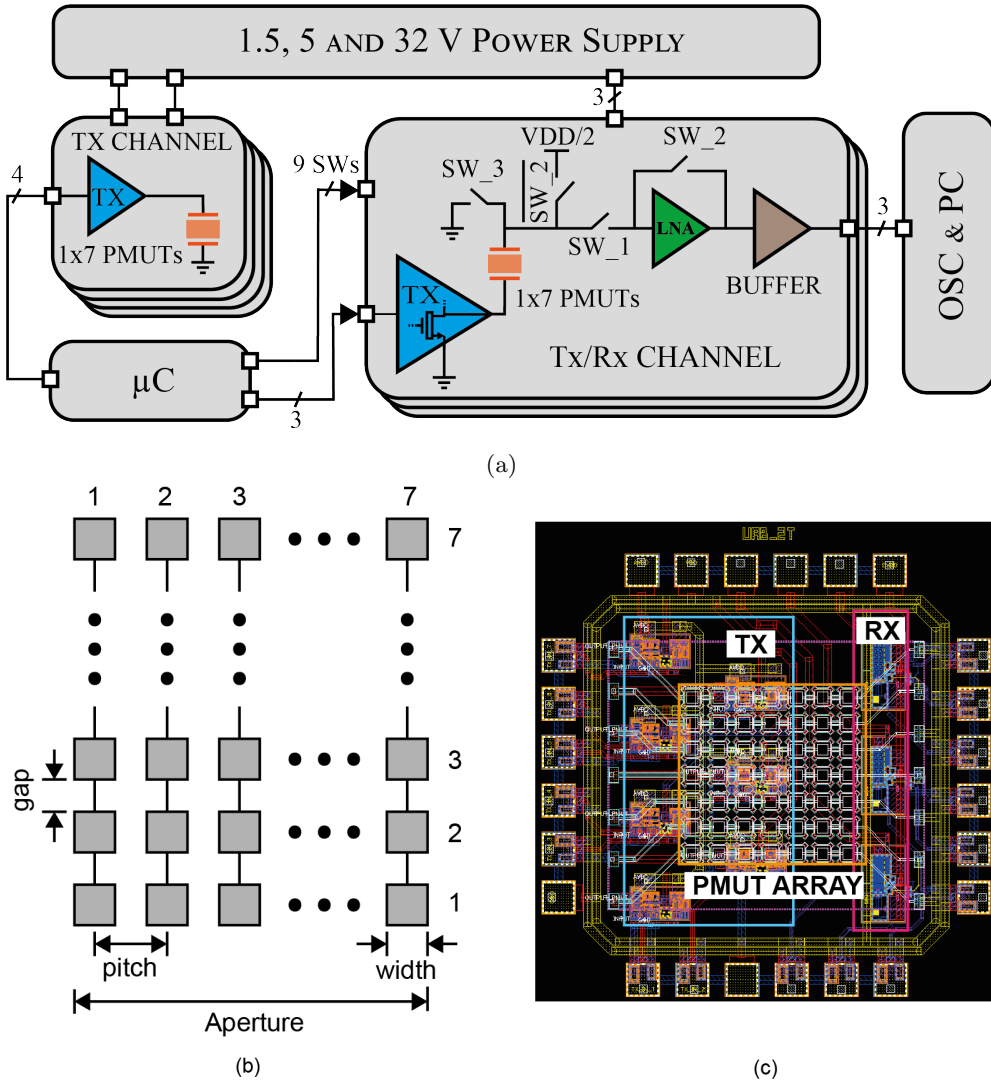 1.5, 5 AND 32 V POWER SUPPLY
TX CHANNEL
TX
1x7 PMUTs
4
9 SWs
3
VDD/2
SW_3
SW_2
SW_2
SW_1
LNA
BUFFER
TX
1x7 PMUTs
Tx/Rx CHANNEL
3
OSC & PC
µC
3
(a)
1 2 3 7
7
3
gap
2
1
pitch
width
Aperture
(b)
TX
RX
PMUT ARRAY
(c)